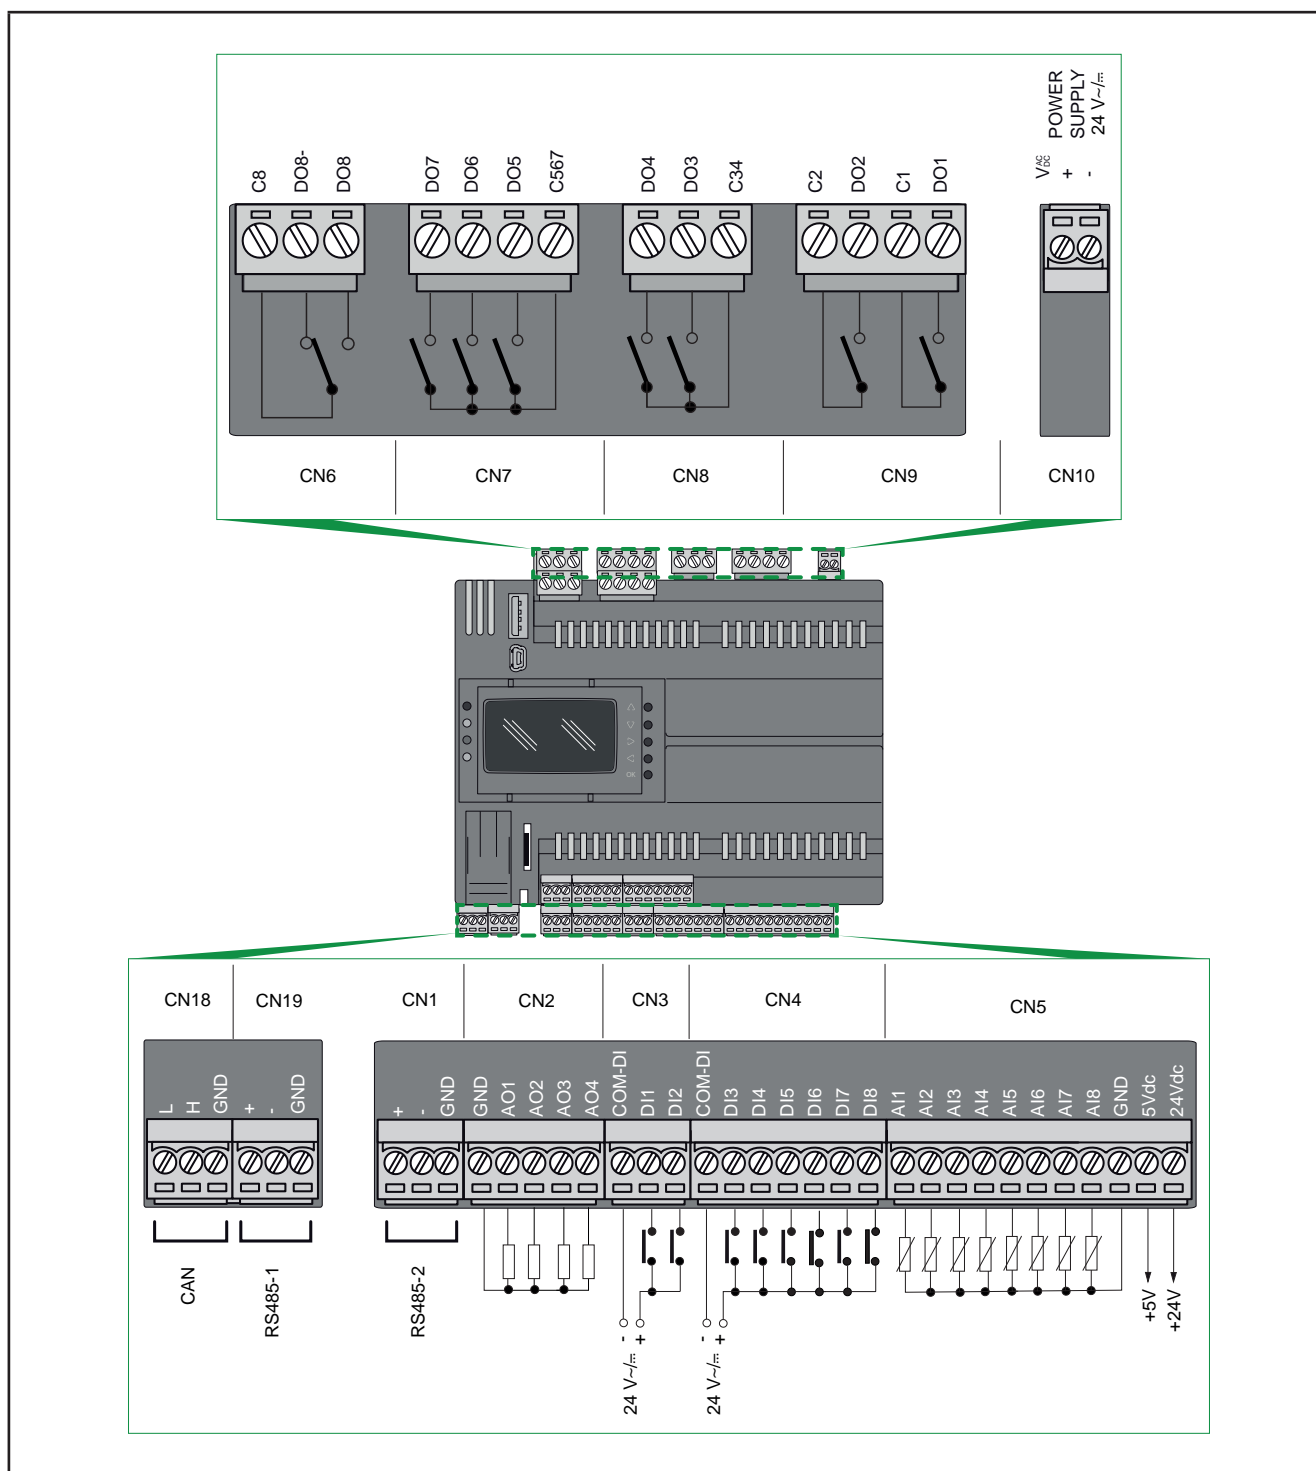 C8
DO8-
DO8
DO7
DO6
DO5
C567
DO4
DO3
C34
C2
DO2
C1
DO1
V AC DC
+
-
POWER
SUPPLY
24 V~/⎓
CN6
CN7
CN8
CN9
CN10
OK
CN18
CN19
CN1
CN2
CN3
CN4
CN5
L
H
GND
+
-
GND
+
-
GND
GND
AO1
AO2
AO3
AO4
COM-DI
DI1
DI2
COM-DI
DI3
DI4
DI5
DI6
DI7
DI8
AI1
AI2
AI3
AI4
AI5
AI6
AI7
AI8
GND
5Vdc
24Vdc
CAN
RS485-1
RS485-2
- +
24 V~/⎓
- +
24 V~/⎓
+5V
+24V